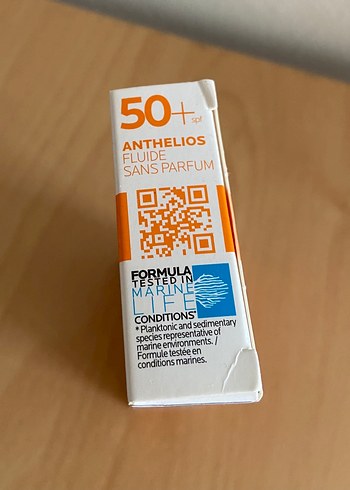 50+ spf
ANTHELIOS
FLUIDE
SANS PARFUM
FORMULA
TESTED IN
MARINE
LIFE
CONDITIONS*
* Planktonic and sedimentary
species representative of
marine environments. /
Formule testée en
conditions marines.